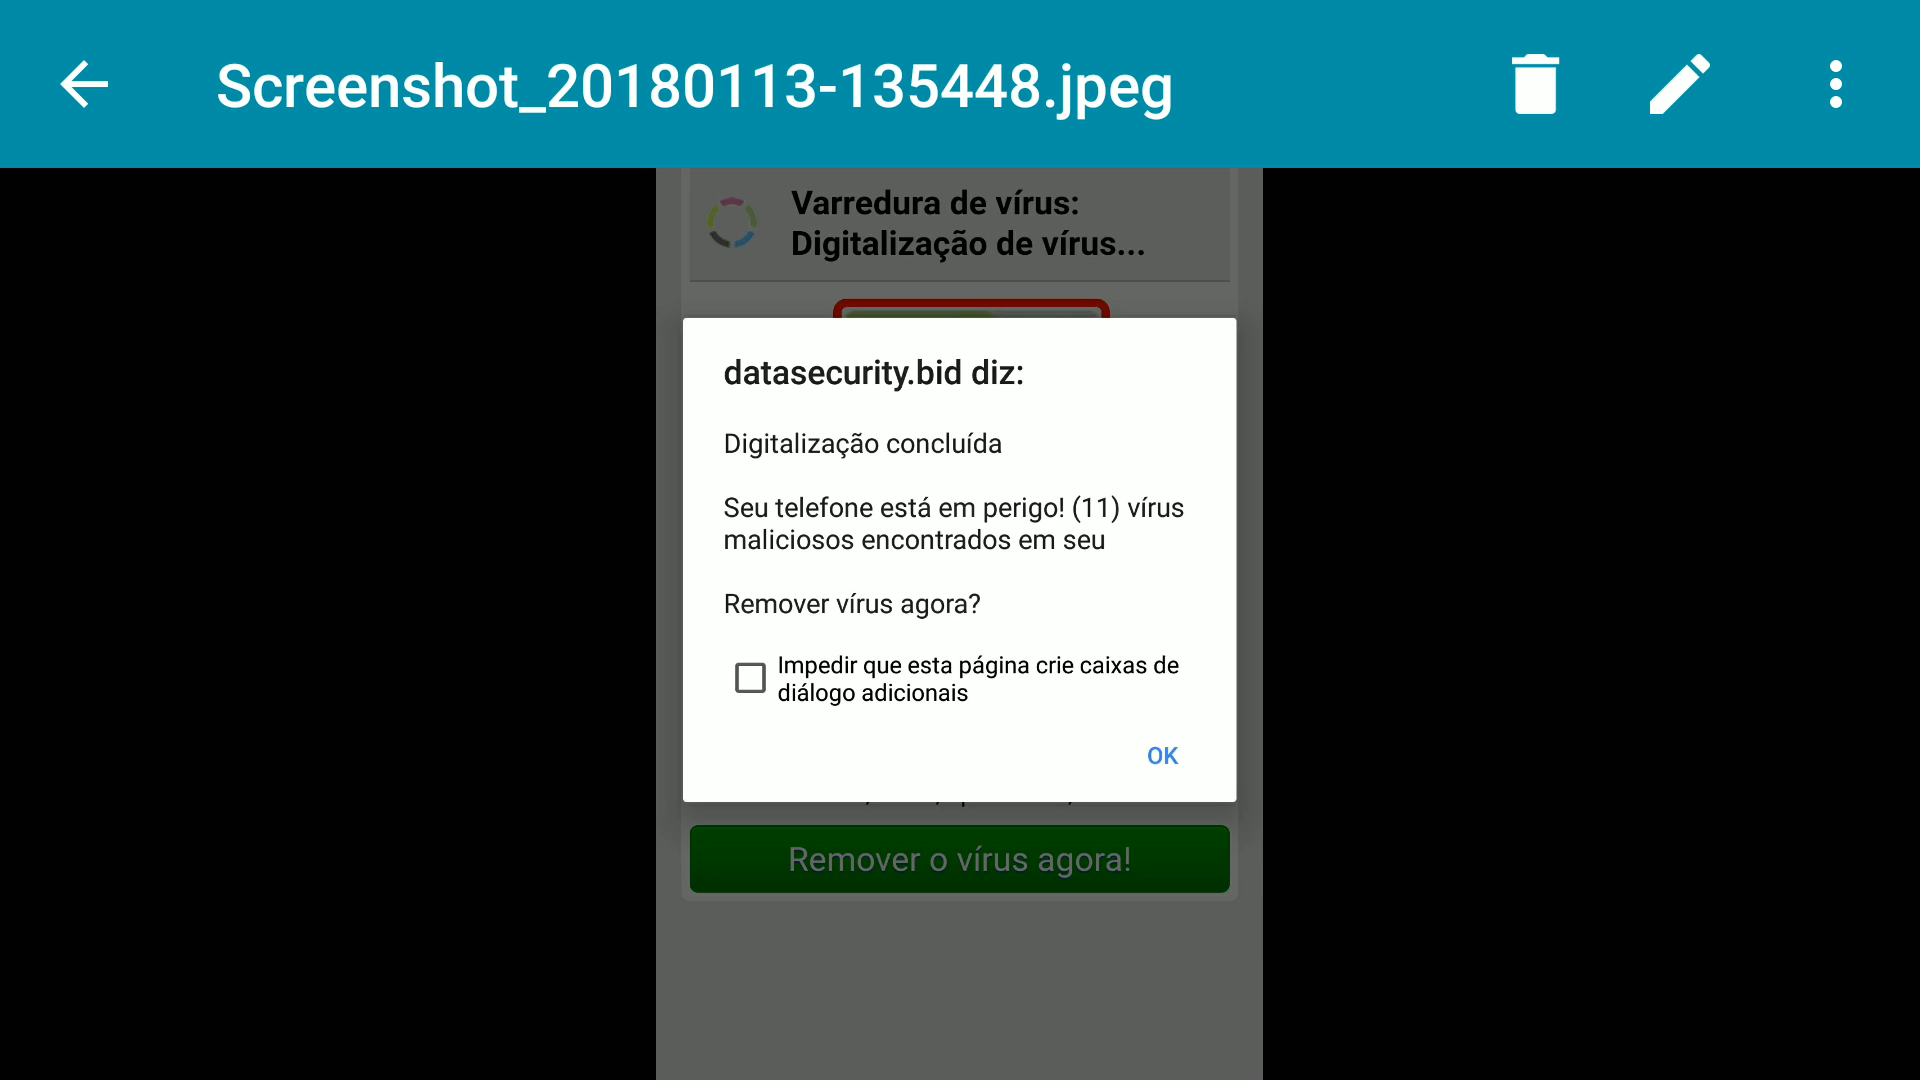 Screenshot_20180113-135448.jpeg
Varredura de vírus:
Digitalização de vírus...
datasecurity.bid diz:
Digitalização concluída
Seu telefone está em perigo! (11) vírus
maliciosos encontrados em seu
Remover vírus agora?
Impedir que esta página crie caixas de
diálogo adicionais
OK
Remover o vírus agora!